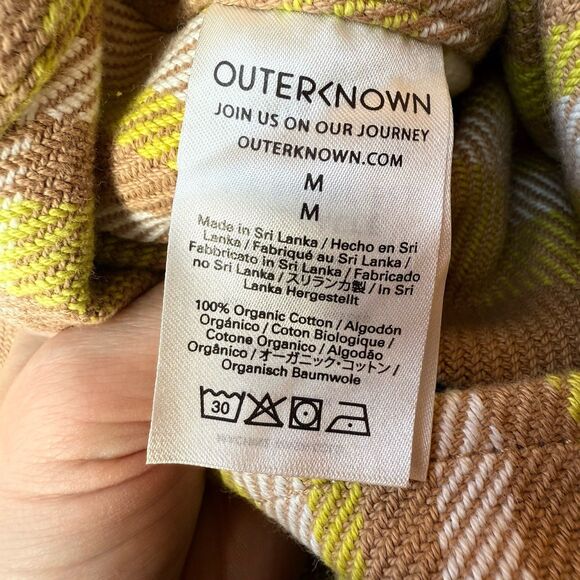 OUTERKNOWN
JOIN US ON OUR JOURNEY
OUTERKNOWN.COM
M
M
Made in Sri Lanka / Hecho en Sri
Lanka / Fabriqué au Sri Lanka /
Fabbricato in Sri Lanka / Fabricado
no Sri Lanka / スリランカ製 / In Sri
Lanka Hergestellt
100% Organic Cotton / Algodón
Orgánico / Coton Biologique /
Cotone Organico / Algodão
Orgânico / オーガニック・コットン /
Organisch Baumwole
30